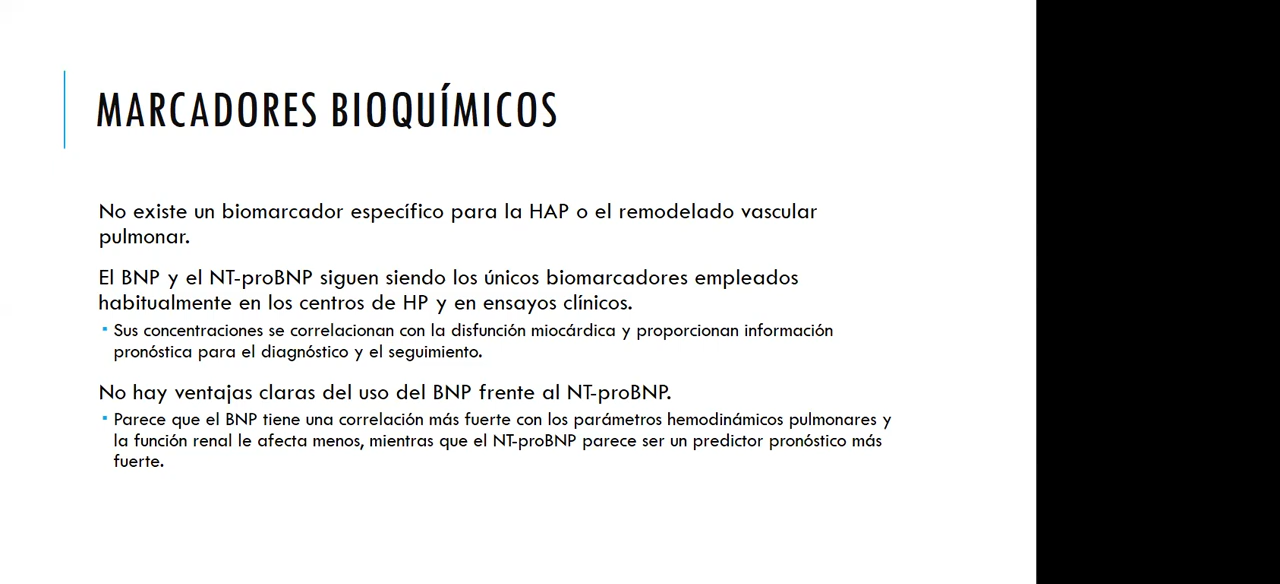 MARCADORES BIOQUÍMICOS
No existe un biomarcador específico para la HAP o el remodelado vascular
pulmonar.
El BNP y el NT-proBNP siguen siendo los únicos biomarcadores empleados
habitualmente en los centros de HP y en ensayos clínicos.
▪ Sus concentraciones se correlacionan con la disfunción miocárdica y proporcionan información
pronóstica para el diagnóstico y el seguimiento.
No hay ventajas claras del uso del BNP frente al NT-proBNP.
▪ Parece que el BNP tiene una correlación más fuerte con los parámetros hemodinámicos pulmonares y
la función renal le afecta menos, mientras que el NT-proBNP parece ser un predictor pronóstico más
fuerte.